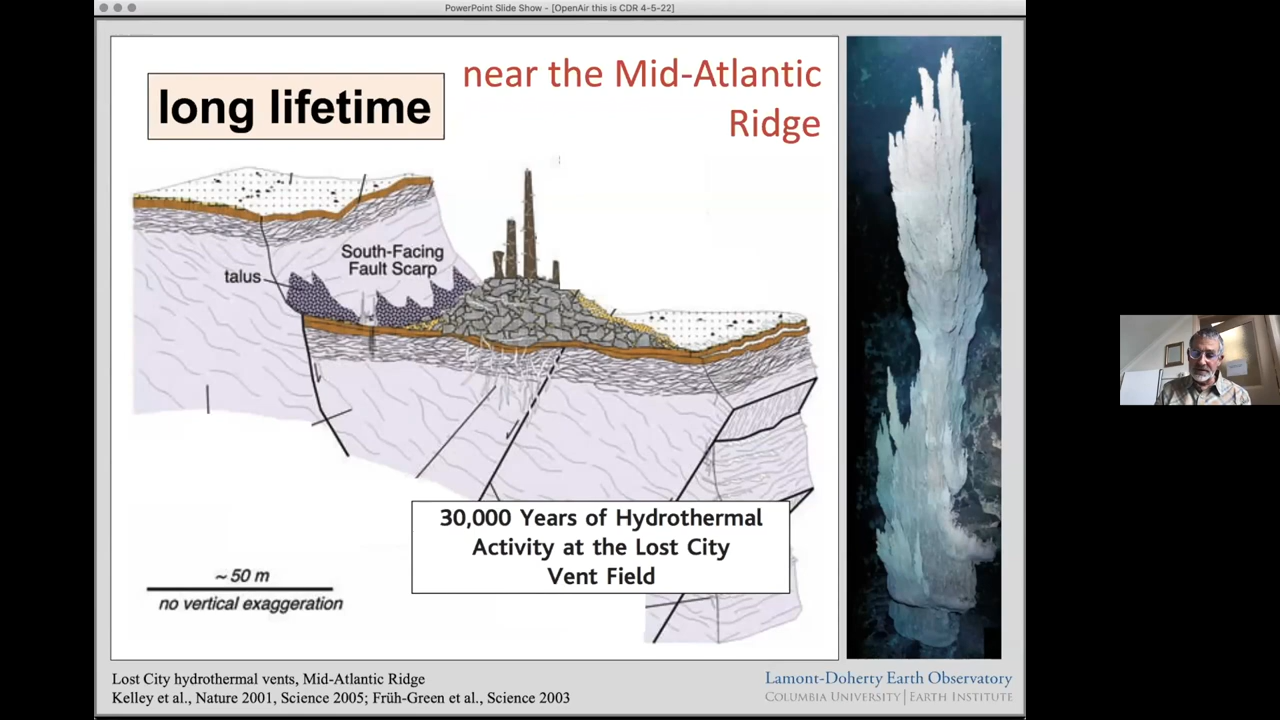 PowerPoint Slide Show - [OpenAir this is CDR 4-5-22]
long lifetime
near the Mid-Atlantic
Ridge
South-Facing
Fault Scarp
talus
30,000 Years of Hydrothermal
Activity at the Lost City
Vent Field
~ 50 m
no vertical exaggeration
Lost City hydrothermal vents, Mid-Atlantic Ridge
Kelley et al., Nature 2001, Science 2005; Früh-Green et al., Science 2003
Lamont-Doherty Earth Observatory
COLUMBIA UNIVERSITY | EARTH INSTITUTE